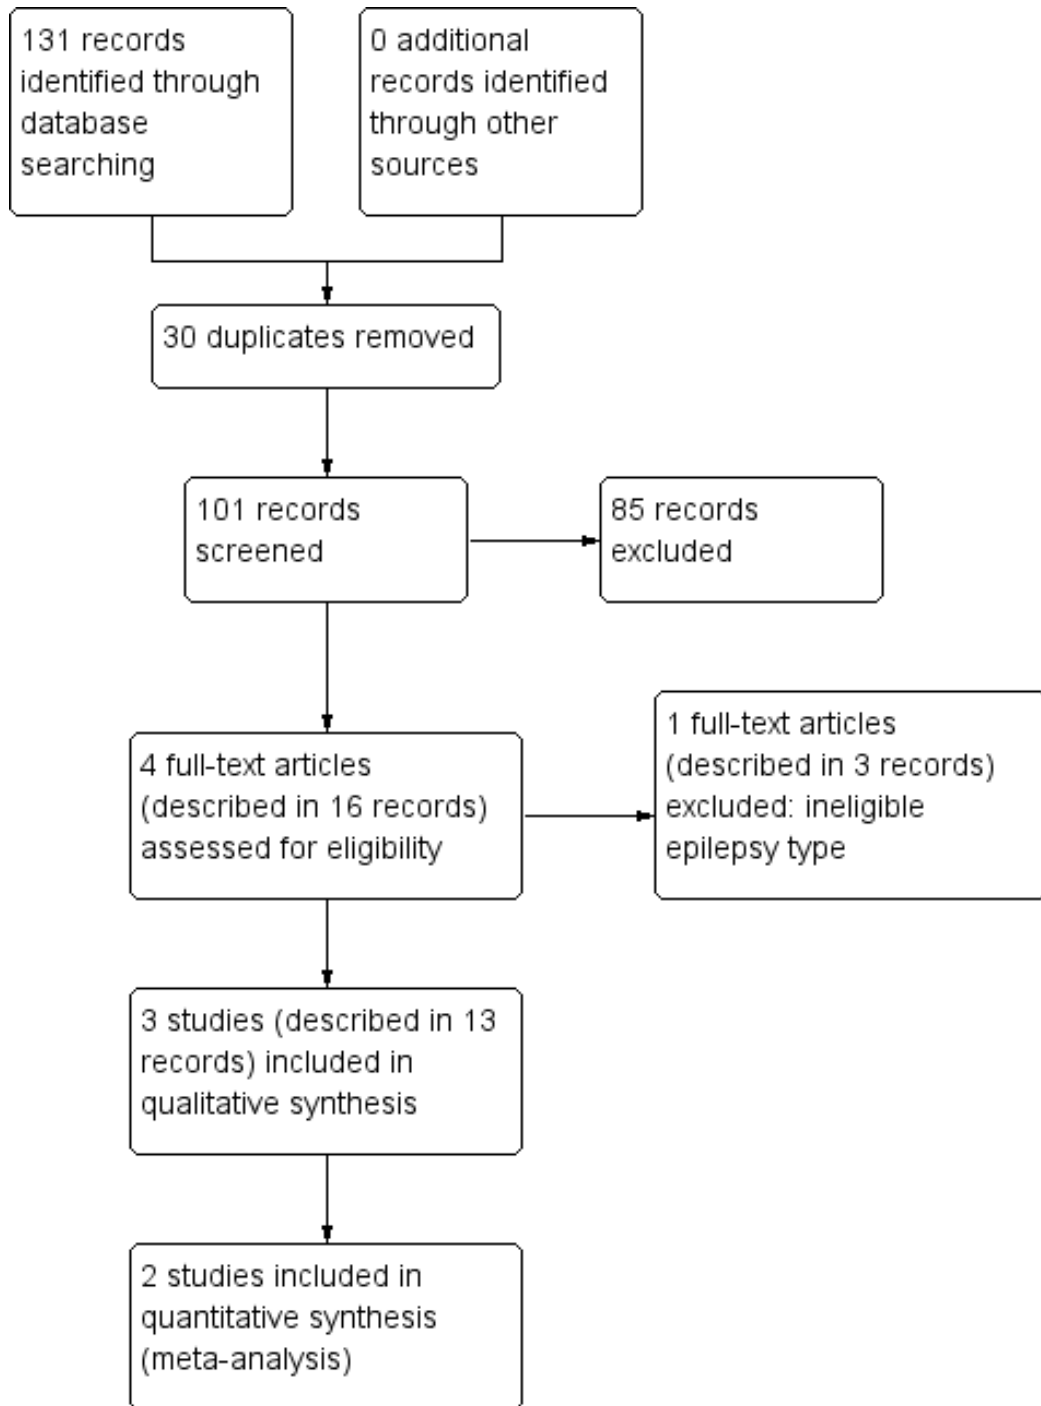 131 records
identified through
database
searching
0 additional
records identified
through other
sources
30 duplicates removed
101 records
screened
85 records
excluded
4 full-text articles
(described in 16 records)
assessed for eligibility
1 full-text articles
(described in 3 records)
excluded: ineligible
epilepsy type
3 studies (described in 13
records) included in
qualitative synthesis
2 studies included in
quantitative synthesis
(meta-analysis)